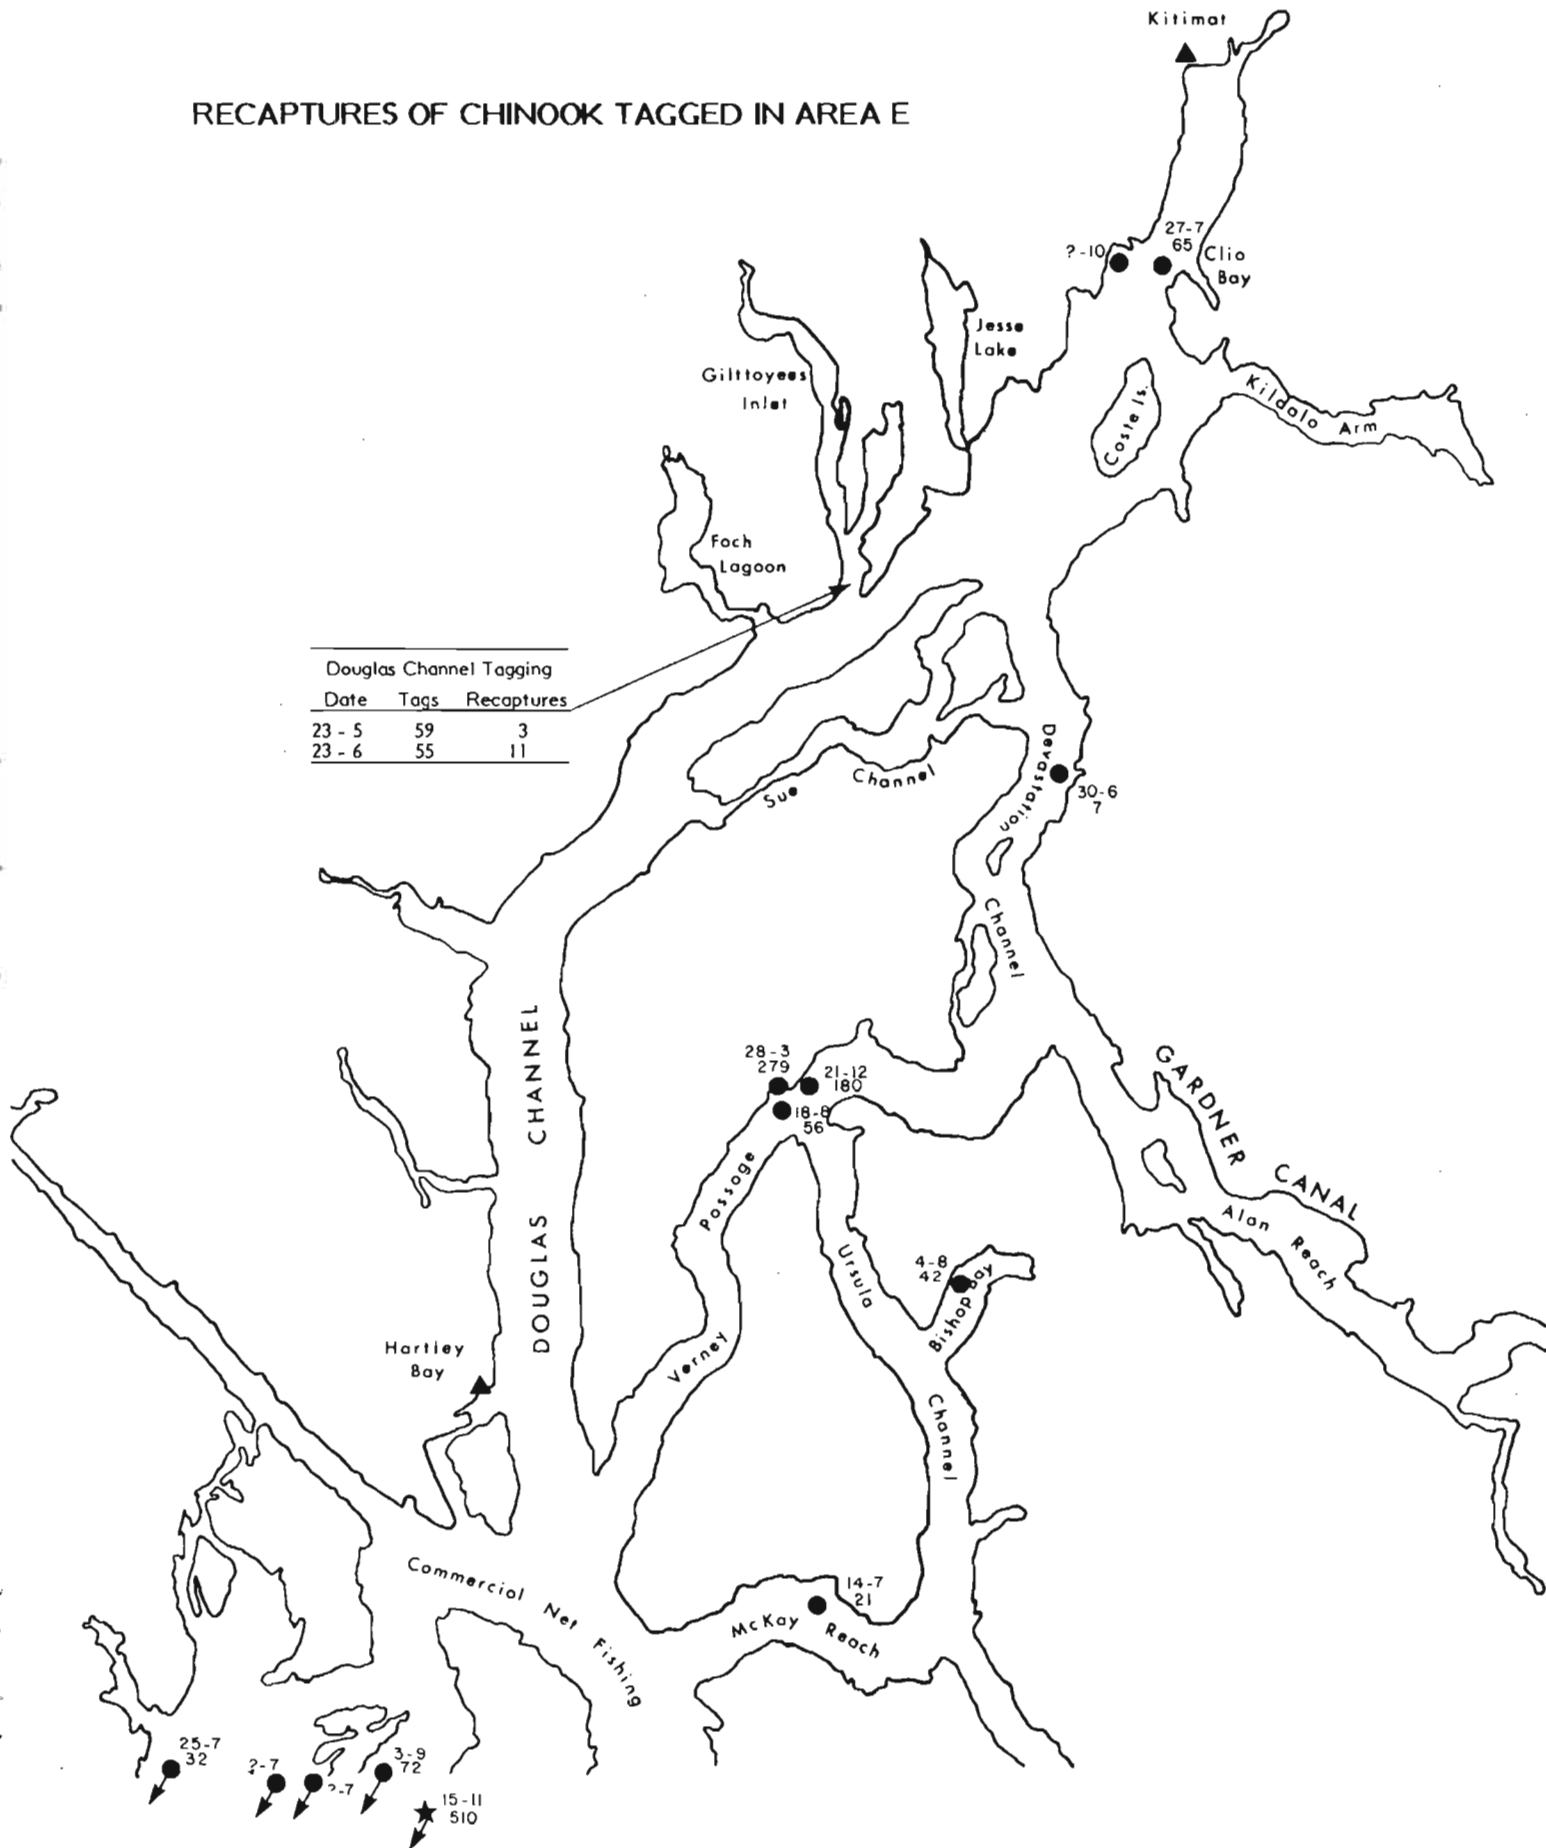 Kitimat
RECAPTURES OF CHINOOK TAGGED IN AREA E
27-7
65
?-10
Clio
Bay
Jesse
Lake
Gilttoyees
Inlet
Kildalo Arm
Coste Is.
Foch
Lagoon
Douglas Channel Tagging
Date Tags Recaptures
23 - 5 59 3
23 - 6 55 11
Sue Channel
Devastation Channel
30-6
7
DOUGLAS CHANNEL
28-3
279
21-12
180
18-8
56
GARDNER CANAL
Alan Reach
Verney Passage
Ursula Channel
4-8
42
Bishop Bay
Hartley
Bay
Commercial Net Fishing
14-7
21
McKay Reach
25-7
32
?-7
?-7
3-9
72
15-11
510